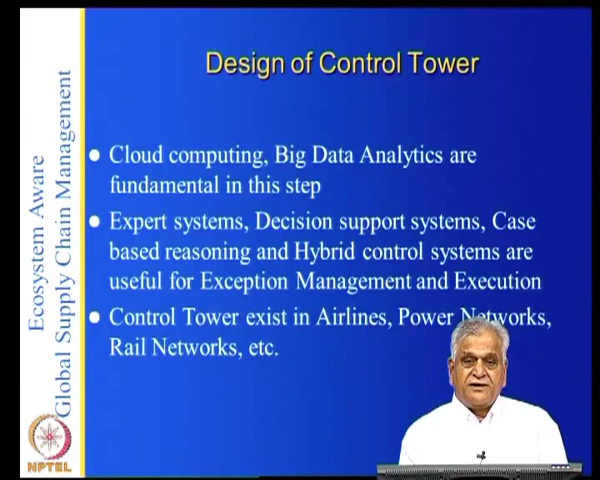 Design of Control Tower
Cloud computing, Big Data Analytics are
fundamental in this step
Expert systems, Decision support systems, Case
based reasoning and Hybrid control systems are
useful for Exception Management and Execution
Control Tower exist in Airlines, Power Networks,
Rail Networks, etc.
Ecosystem Aware
Global Supply Chain Management
NPTEL